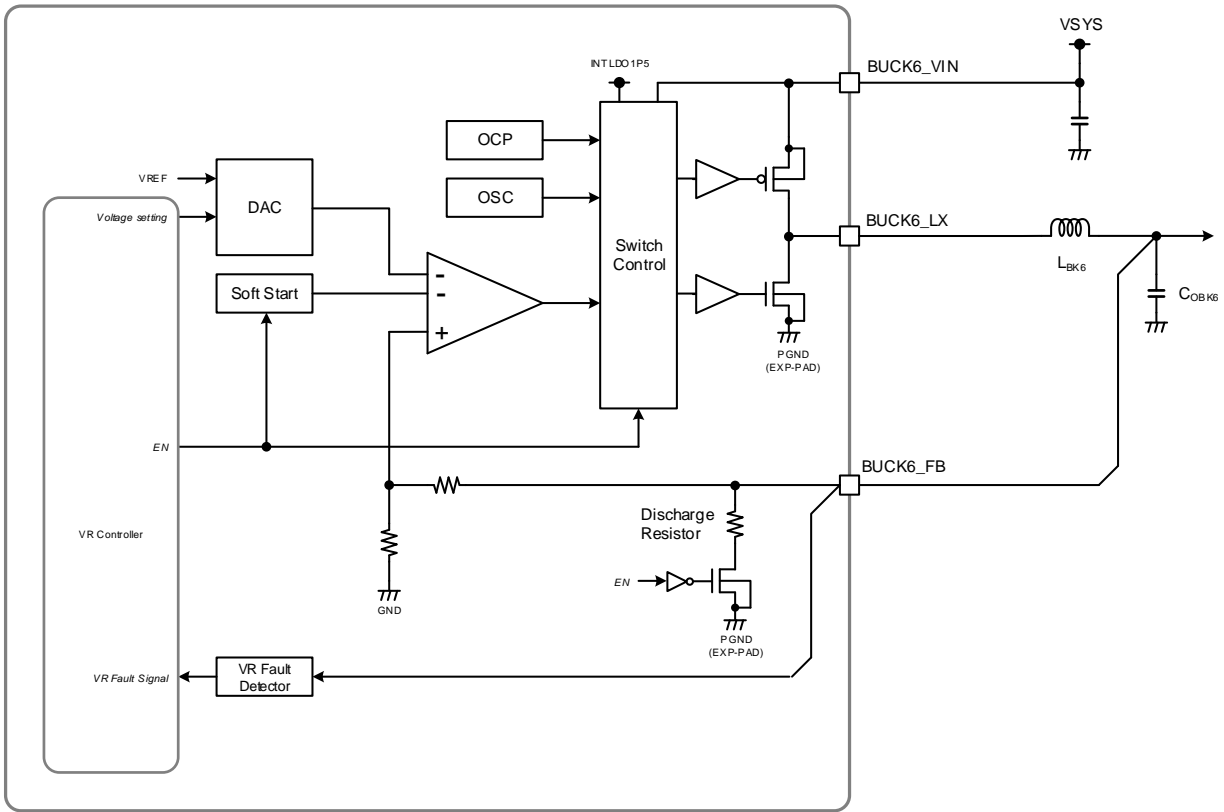 VSYS
INTLDO1P5
BUCK6_VIN
OCP
VREF
DAC
OSC
Voltage setting
BUCK6_LX
Switch
Control
LBK6
Soft Start
-
-
+
COBK6
PGND
(EXP-PAD)
EN
BUCK6_FB
Discharge
Resistor
VR Controller
EN
GND
PGND
(EXP-PAD)
VR Fault Signal
VR Fault
Detector